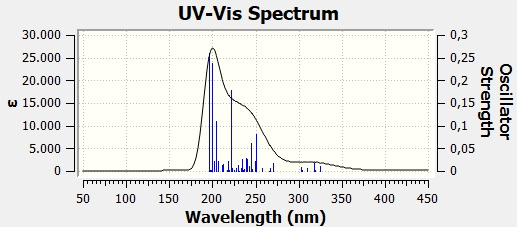 UV-Vis Spectrum
30.000
25.000
20.000
15.000
10.000
5.000
0
ε
0,3
0,25
0,2
0,15
0,1
0,05
0
Oscillator
Strength
50 100 150 200 250 300 350 400 450
Wavelength (nm)